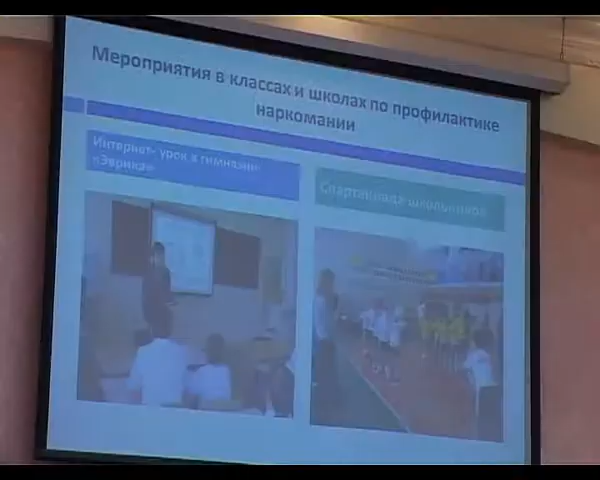 Мероприятия в классах и школах по профилактике
наркомании
Интернет- урок в гимназии
«Эврика»
Спартакиада школьников